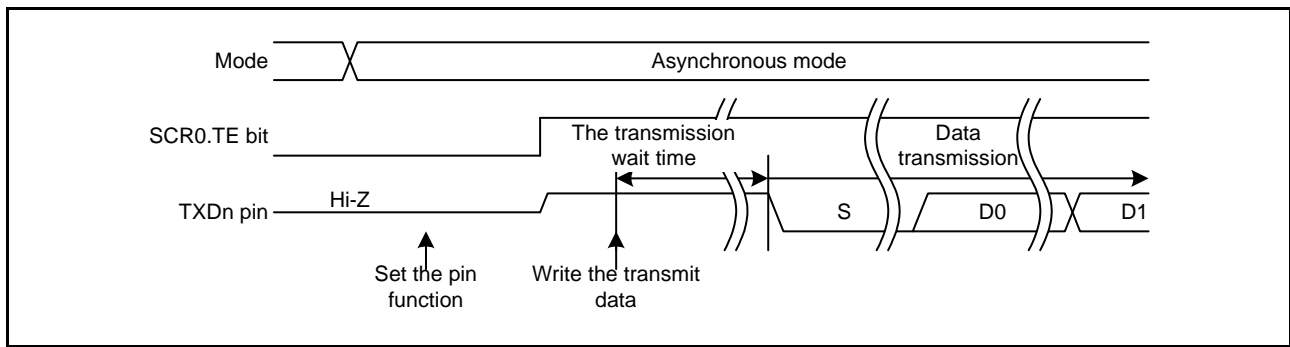 Mode
Asynchronous mode
SCR0.TE bit
The transmission
wait time
Data
transmission
TXDn pin
Hi-Z
S
D0
D1
Set the pin
function
Write the transmit
data